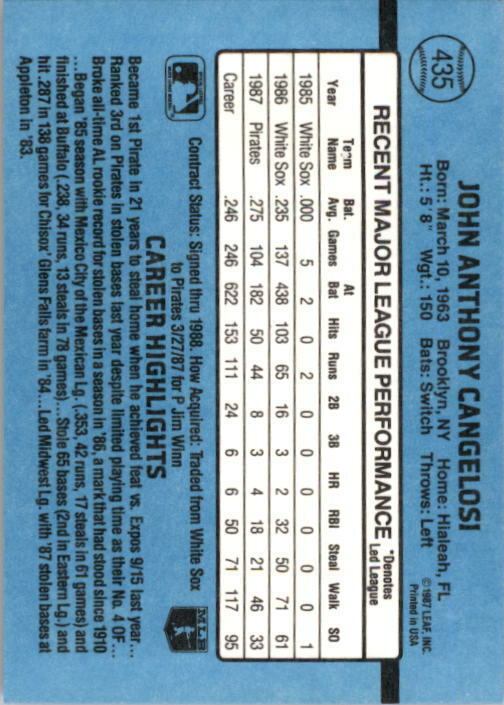 435
JOHN ANTHONY CANGELOSI
Born: March 10, 1963 Brooklyn, NY Home: Hialeah, FL
Ht.: 5' 8" Wgt.: 150 Bats: Switch Throws: Left
©1987 LEAF, INC.
Printed in USA
RECENT MAJOR LEAGUE PERFORMANCE
*Denotes
Led League
Year Team Name Bat. Avg. Games At Bat Hits Runs 2B 3B HR RBI Steal Walk SO
1985 White Sox .000 5 2 0 2 0 0 0 0 0 0 1
1986 White Sox .235 137 438 103 65 16 3 2 32 50 71 61
1987 Pirates .275 104 182 50 44 8 3 4 18 21 46 33
Career .246 246 622 153 111 24 6 6 50 71 117 95
Contract Status: Signed thru 1988. How Acquired: Traded from White Sox
to Pirates 3/27/87 for P Jim Winn
MLB
CAREER HIGHLIGHTS
Became 1st Pirate in 21 years to steal home when he achieved feat vs. Expos 9/15 last year...
Ranked 3rd on Pirates in stolen bases last year despite limited playing time as their No. 4 OF...
Broke all-time AL rookie record for stolen bases in a season in '86, a mark that had stood since 1910
...Began '85 season with Mexico City of the Mexican Lg. (.353, 42 runs, 17 steals in 61 games) and
finished at Buffalo (.238, 34 runs, 13 steals in 78 games)...Stole 65 bases (2nd in Eastern Lg.) and
hit .287 in 138 games for Chisox' Glens Falls farm in '84...Led Midwest Lg. with '87 stolen bases at
Appleton in '83.